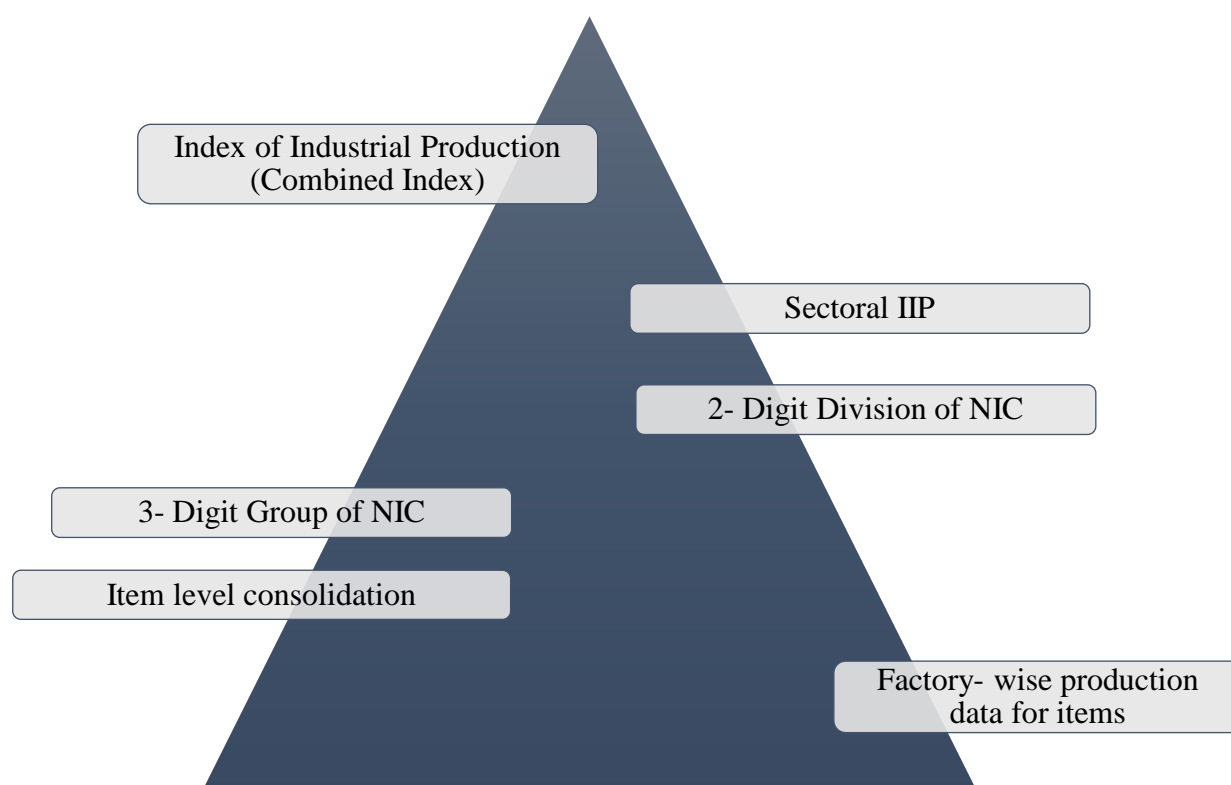 Index of Industrial Production
(Combined Index)
Sectoral IIP
2- Digit Division of NIC
3- Digit Group of NIC
Item level consolidation
Factory- wise production
data for items